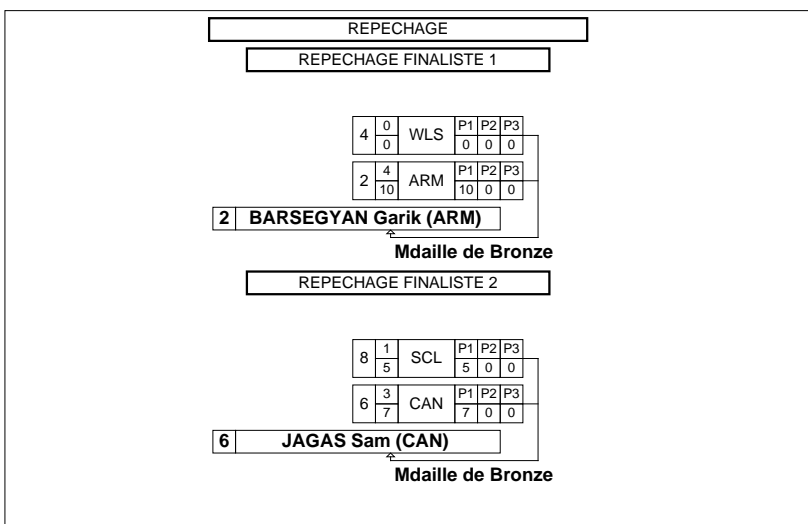 REPECHAGE
REPECHAGE FINALISTE 1
4 0 WLS P1 P2 P3
0 0 0 0
2 4 ARM P1 P2 P3
10 10 0 0
2 BARSEGYAN Garik (ARM)
Mdaille de Bronze
REPECHAGE FINALISTE 2
8 1 SCL P1 P2 P3
5 5 0 0
6 3 CAN P1 P2 P3
7 7 0 0
6 JAGAS Sam (CAN)
Mdaille de Bronze